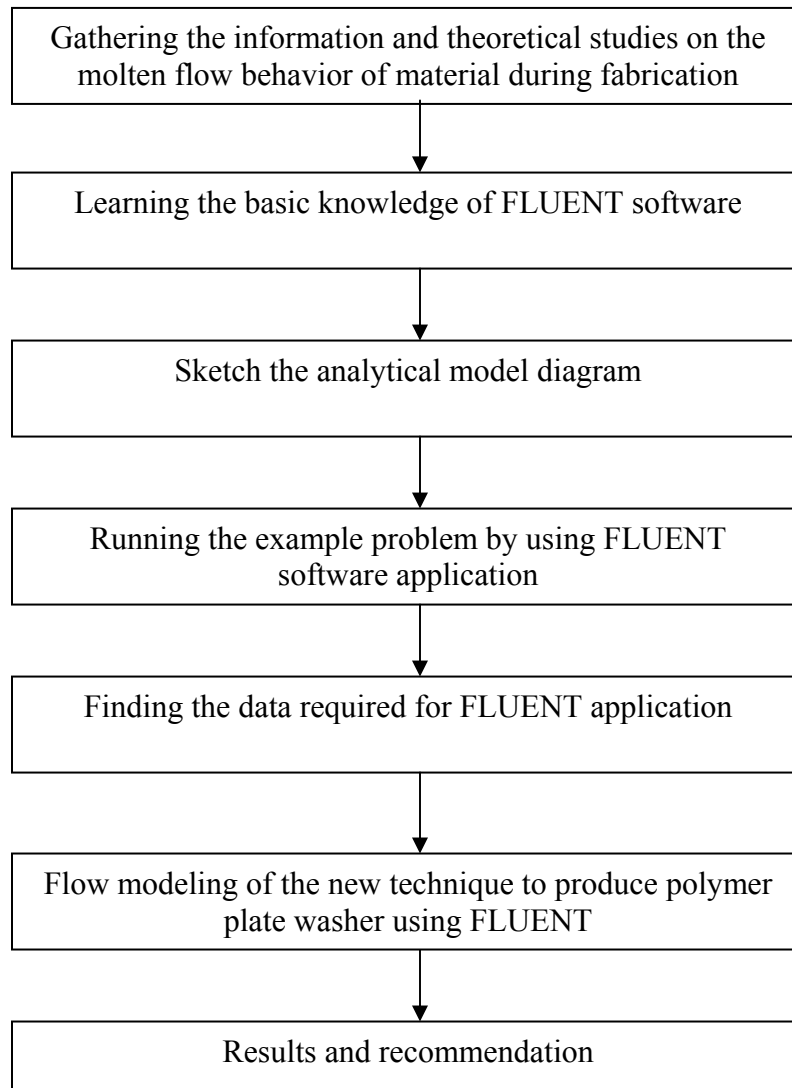 Gathering the information and theoretical studies on the
molten flow behavior of material during fabrication
Learning the basic knowledge of FLUENT software
Sketch the analytical model diagram
Running the example problem by using FLUENT
software application
Finding the data required for FLUENT application
Flow modeling of the new technique to produce polymer
plate washer using FLUENT
Results and recommendation